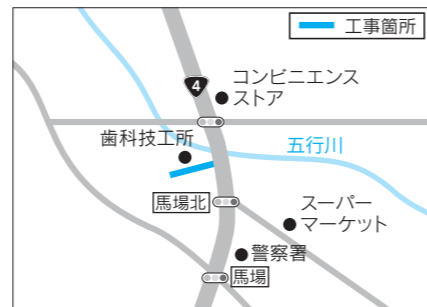 工事箇所
コンビニエンス
ストア
4
歯科技工所
五行川
馬場北
スーパー
マーケット
警察署
馬場